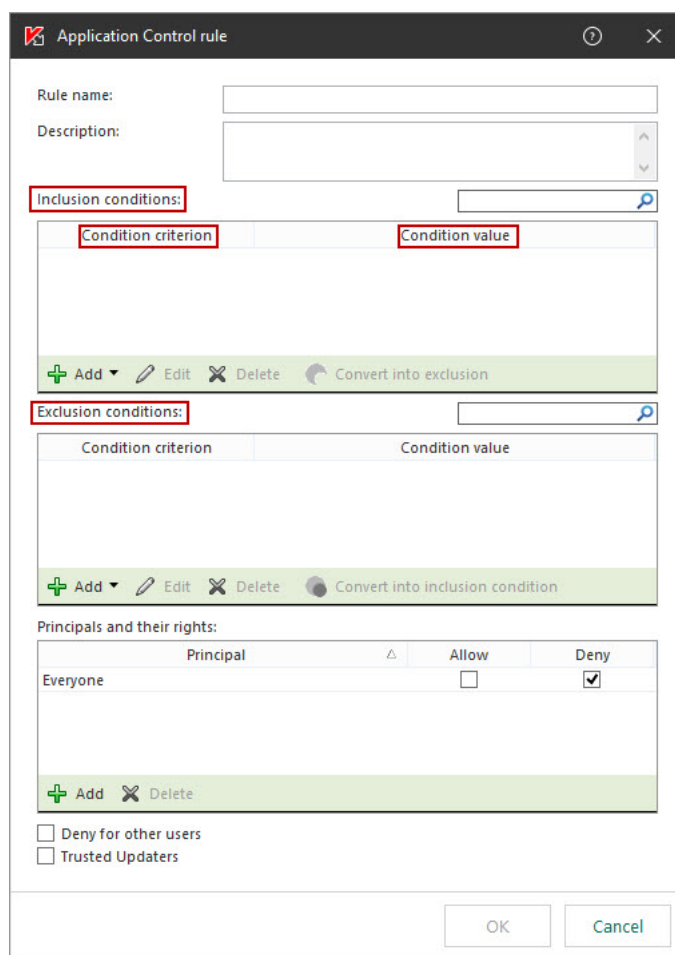 Application Control rule
Rule name:
Description:
Inclusion conditions:
Condition criterion Condition value
Add Edit Delete Convert into exclusion
Exclusion conditions:
Condition criterion Condition value
Add Edit Delete Convert into inclusion condition
Principals and their rights:
Principal Allow Deny
Everyone
Add Delete
Deny for other users
Trusted Updaters
OK Cancel